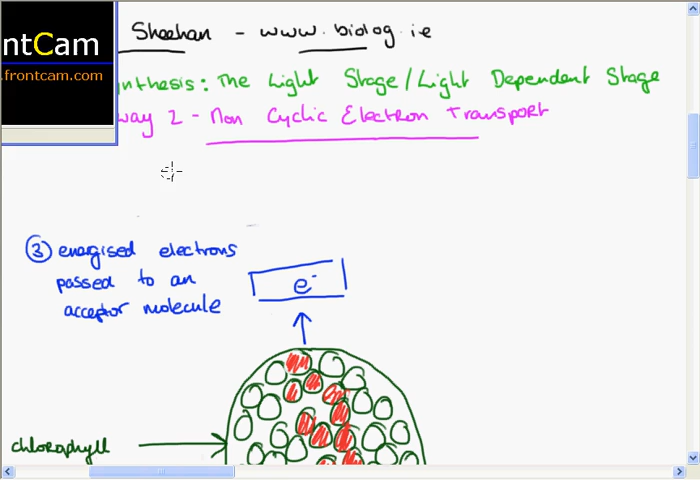 ntCam
.frontcam.com
Sheehan - www.biolog.ie
nthesis: The Light Stage/Light Dependent Stage
way 2 - Non Cyclic Electron Transport
③ energised electrons
passed to an
acceptor molecule
e-
chlorophyll